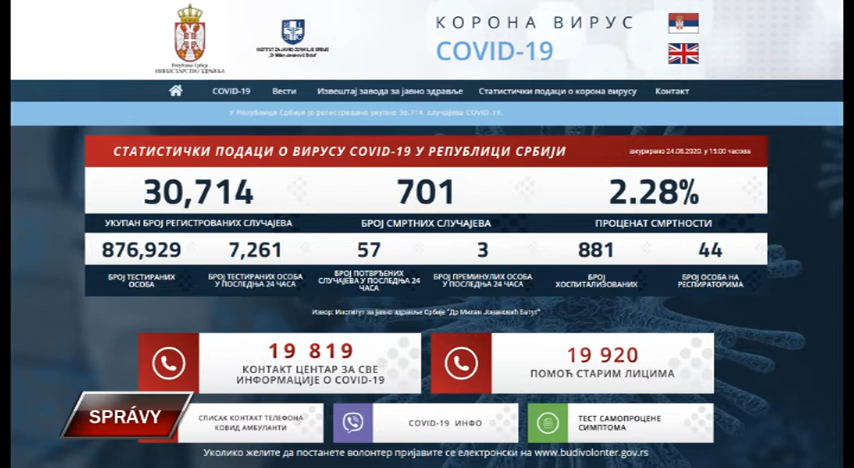 КОРОНА ВИРУС
COVID-19
Република Србија
МИНИСТАРСТВО ЗДРАВЉА
COVID-19 Вести Извештај завода за јавно здравље Статистички подаци о корона вирусу Контакт
У Републици Србији је регистровано укупно 30,714 случајева COVID-19.
СТАТИСТИЧКИ ПОДАЦИ О ВИРУСУ COVID-19 У РЕПУБЛИЦИ СРБИЈИ
ажурирано 24.08.2020. у 15:00 часова
30,714 701 2.28%
УКУПАН БРОЈ РЕГИСТРОВАНИХ СЛУЧАЈЕВА БРОЈ СМРТНИХ СЛУЧАЈЕВА ПРОЦЕНАТ СМРТНОСТИ
876,929 7,261 57 3 881 44
БРОЈ ТЕСТИРАНИХ
ОСОБА
БРОЈ ТЕСТИРАНИХ ОСОБА
У ПОСЛЕДЊА 24 ЧАСА
БРОЈ ПОТВРЂЕНИХ
СЛУЧАЈЕВА У ПОСЛЕДЊА 24
ЧАСА
БРОЈ ПРЕМИНУЛИХ ОСОБА
У ПОСЛЕДЊА 24 ЧАСА
БРОЈ
ХОСПИТАЛИЗОВАНИХ
БРОЈ ОСОБА НА
РЕСПИРАТОРИМА
Извор: Институт за јавно здравље Србије "Др Милан Јовановић Батут"
19 819
КОНТАКТ ЦЕНТАР ЗА СВЕ
ИНФОРМАЦИЈЕ О COVID-19
19 920
ПОМОЋ СТАРИМ ЛИЦИМА
SPRÁVY
СПИСАК КОНТАКТ ТЕЛЕФОНА
КОВИД АМБУЛАНТИ
COVID-19 ИНФО
ТЕСТ САМОПРОЦЕНЕ
СИМПТОМА
Уколико желите да постанете волонтер пријавите се електронски на www.budivolonter.gov.rs